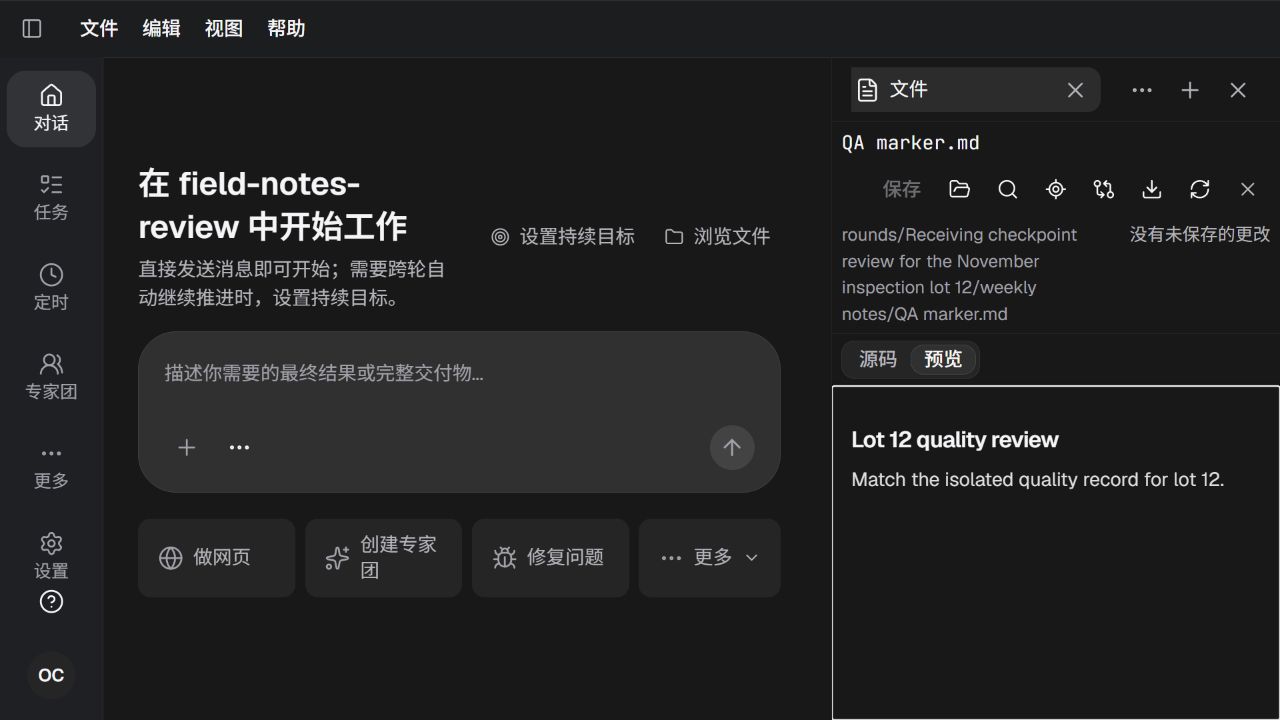 文件 编辑 视图 帮助
对话
任务
定时
专家团
更多
设置
OC
在 field-notes-
review 中开始工作
直接发送消息即可开始；需要跨轮自
动继续推进时，设置持续目标。
设置持续目标 浏览文件
描述你需要的最终结果或完整交付物...
做网页
创建专家
团
修复问题
更多
文件
QA marker.md
保存
rounds/Receiving checkpoint
review for the November
inspection lot 12/weekly
notes/QA marker.md
没有未保存的更改
源码 预览
Lot 12 quality review
Match the isolated quality record for lot 12.